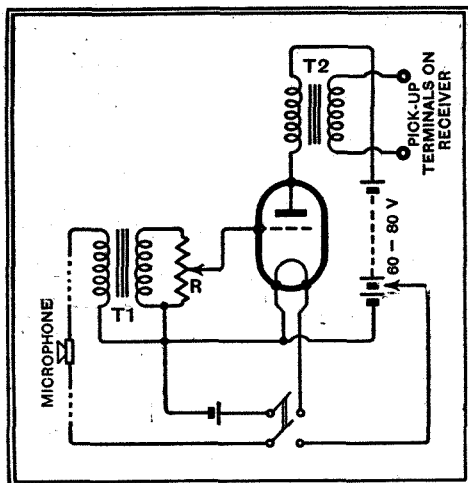 T2
PICK-UP
TERMINALS ON
RECEIVER
60 – 80 V
R
T1
MICROPHONE